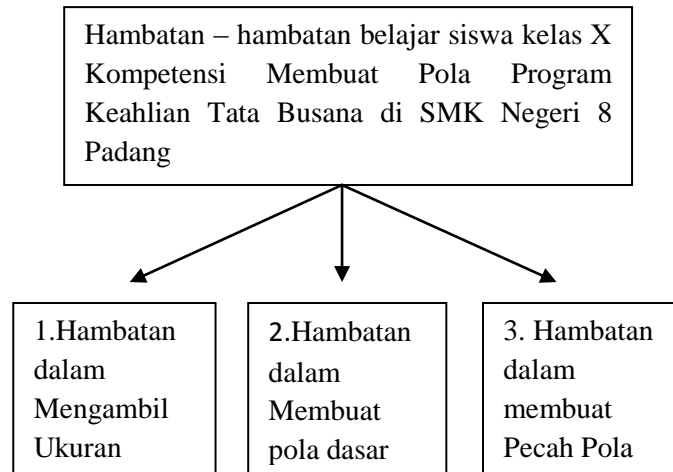 Hambatan – hambatan belajar siswa kelas X
Kompetensi Membuat Pola Program
Keahlian Tata Busana di SMK Negeri 8
Padang
1.Hambatan
dalam
Mengambil
Ukuran
2.Hambatan
dalam
Membuat
pola dasar
3. Hambatan
dalam
membuat
Pecah Pola